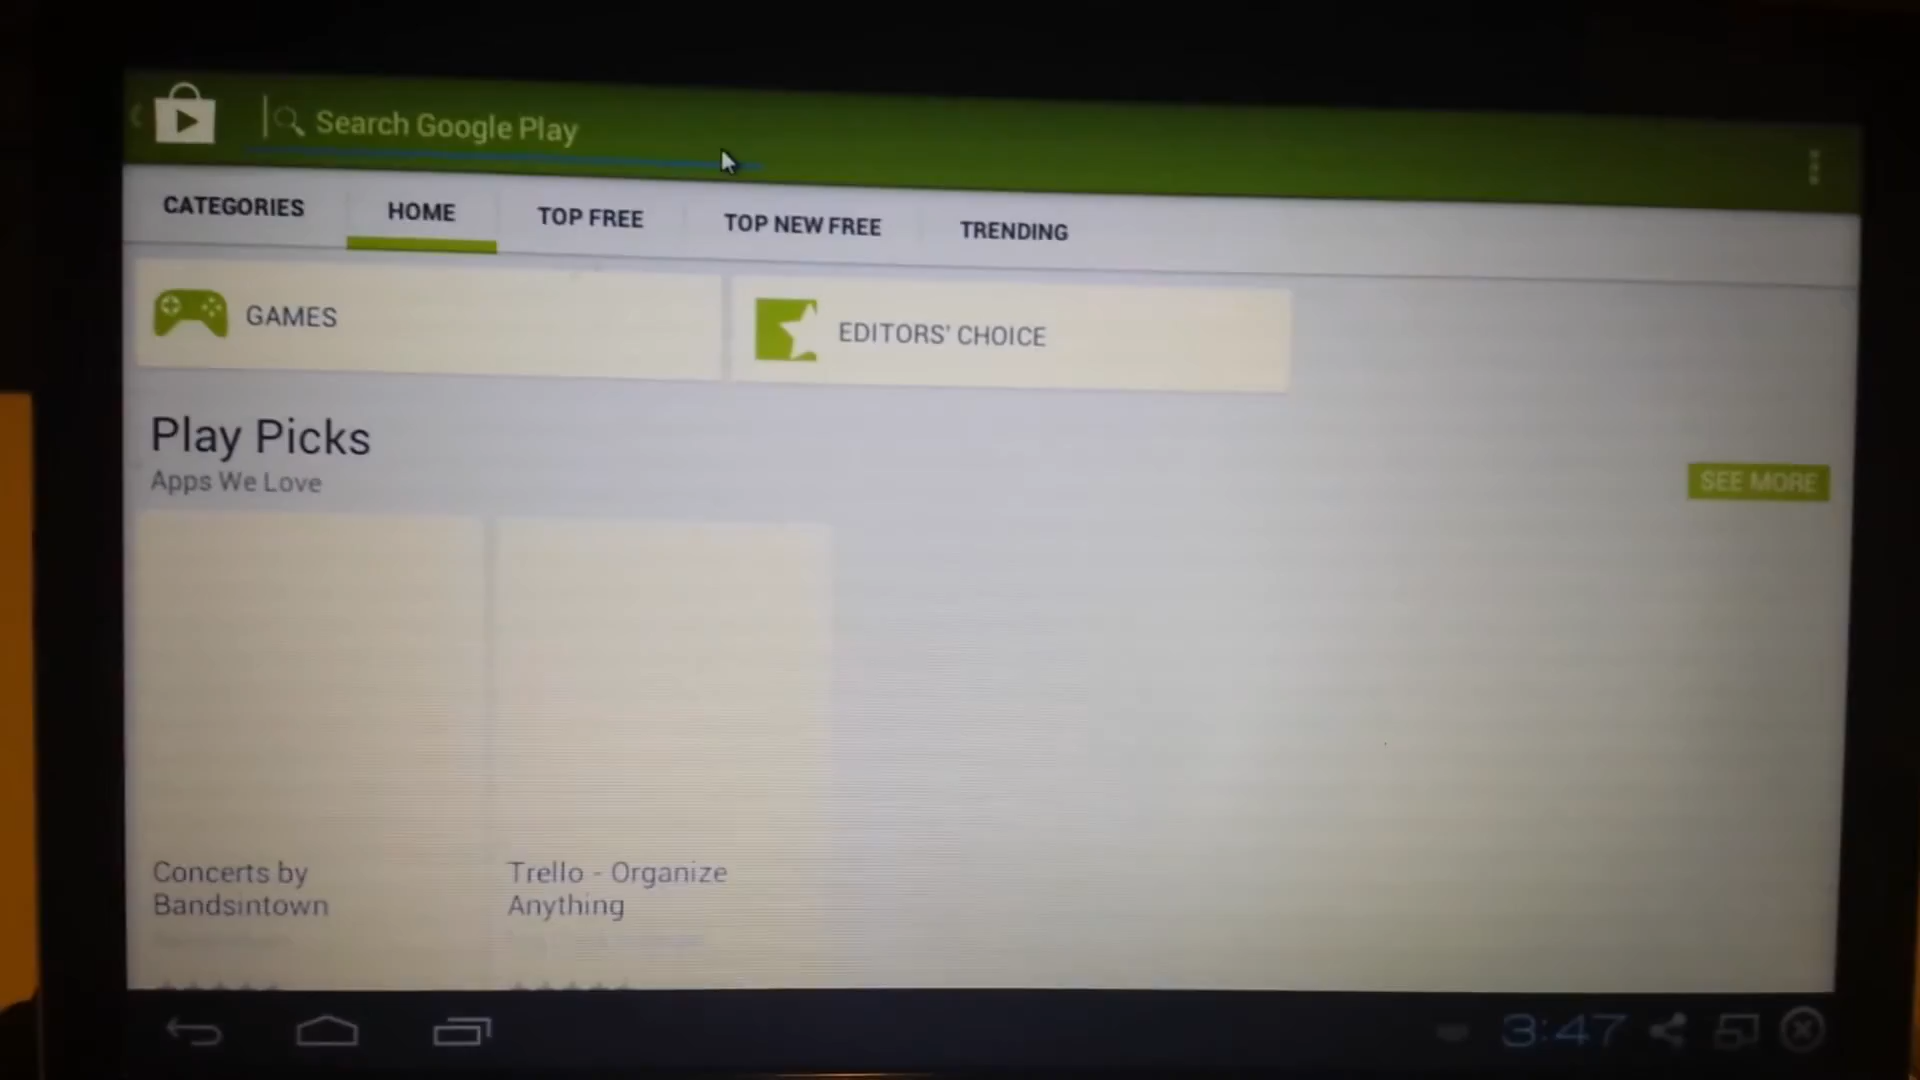 Search Google Play
CATEGORIES
HOME
TOP FREE
TOP NEW FREE
TRENDING
GAMES
EDITORS' CHOICE
Play Picks
Apps We Love
SEE MORE
Concerts by
Bandsintown
Trello - Organize
Anything
3:47